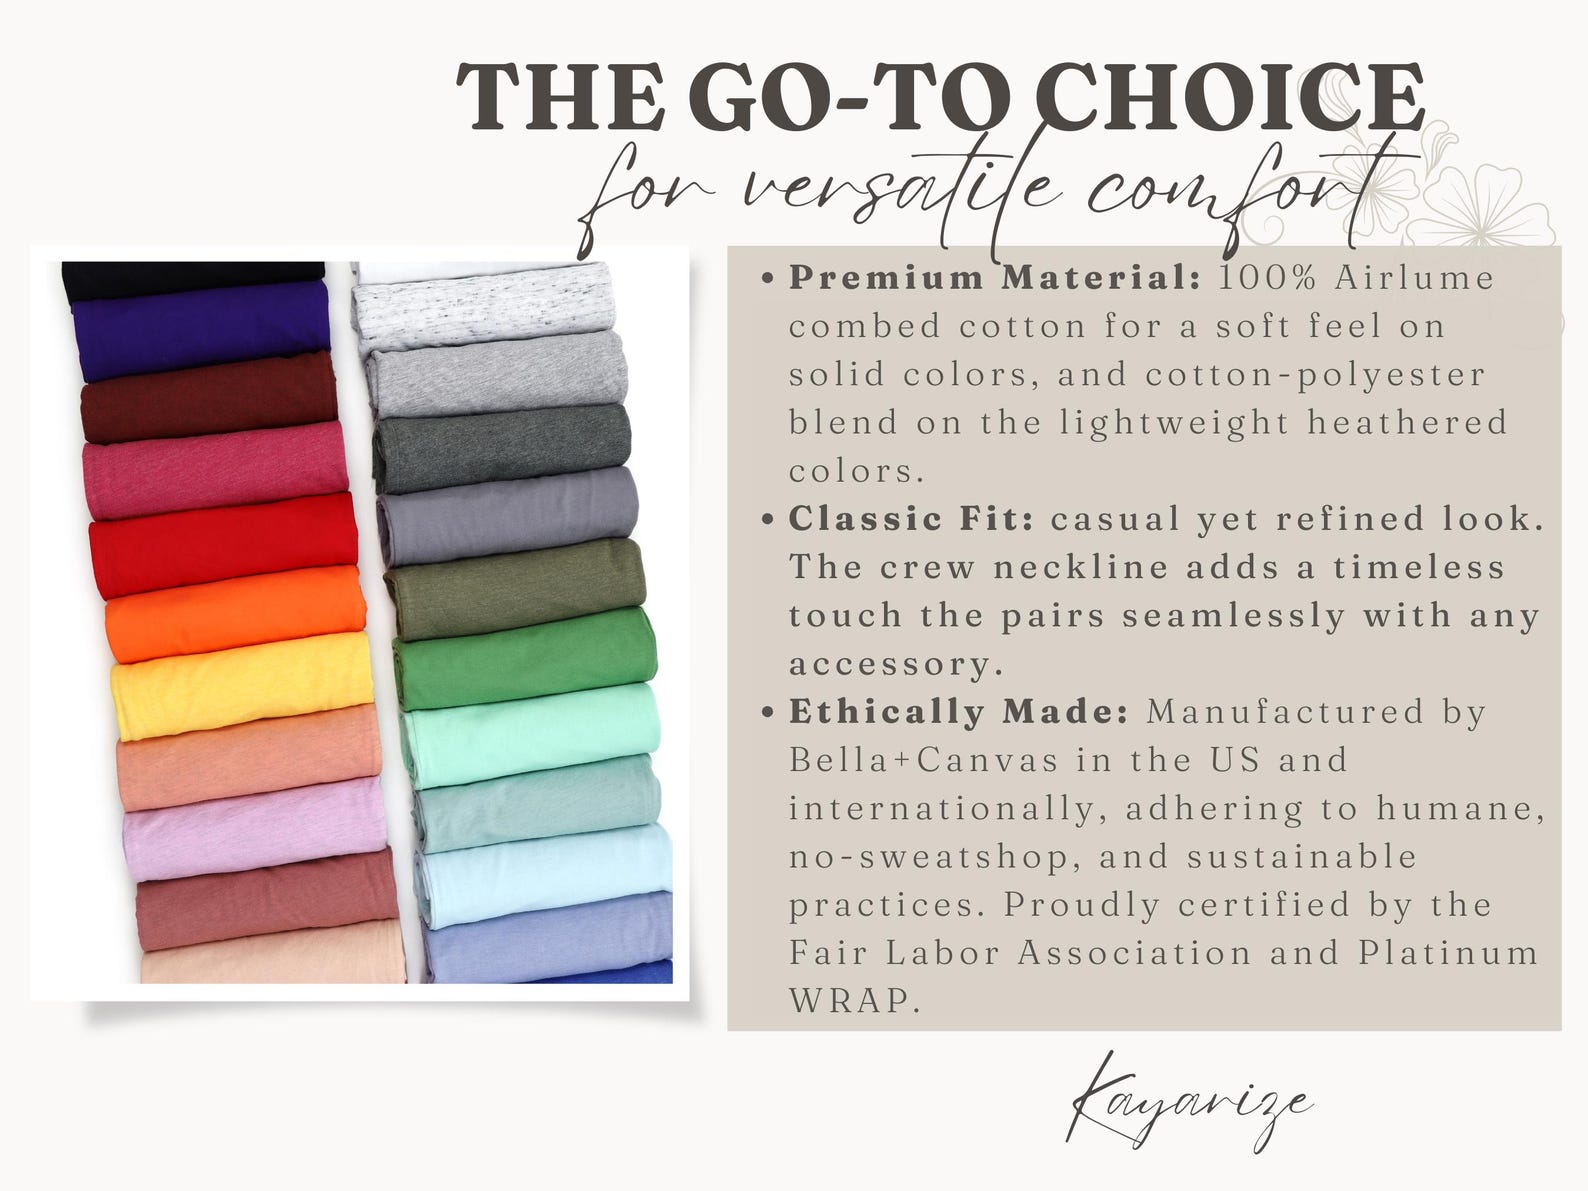 THE GO-TO CHOICE
for versatile comfort
• Premium Material: 100% Airlume
combed cotton for a soft feel on
solid colors, and cotton-polyester
blend on the lightweight heathered
colors.
• Classic Fit: casual yet refined look.
The crew neckline adds a timeless
touch the pairs seamlessly with any
accessory.
• Ethically Made: Manufactured by
Bella+Canvas in the US and
internationally, adhering to humane,
no-sweatshop, and sustainable
practices. Proudly certified by the
Fair Labor Association and Platinum
WRAP.
Kayarize